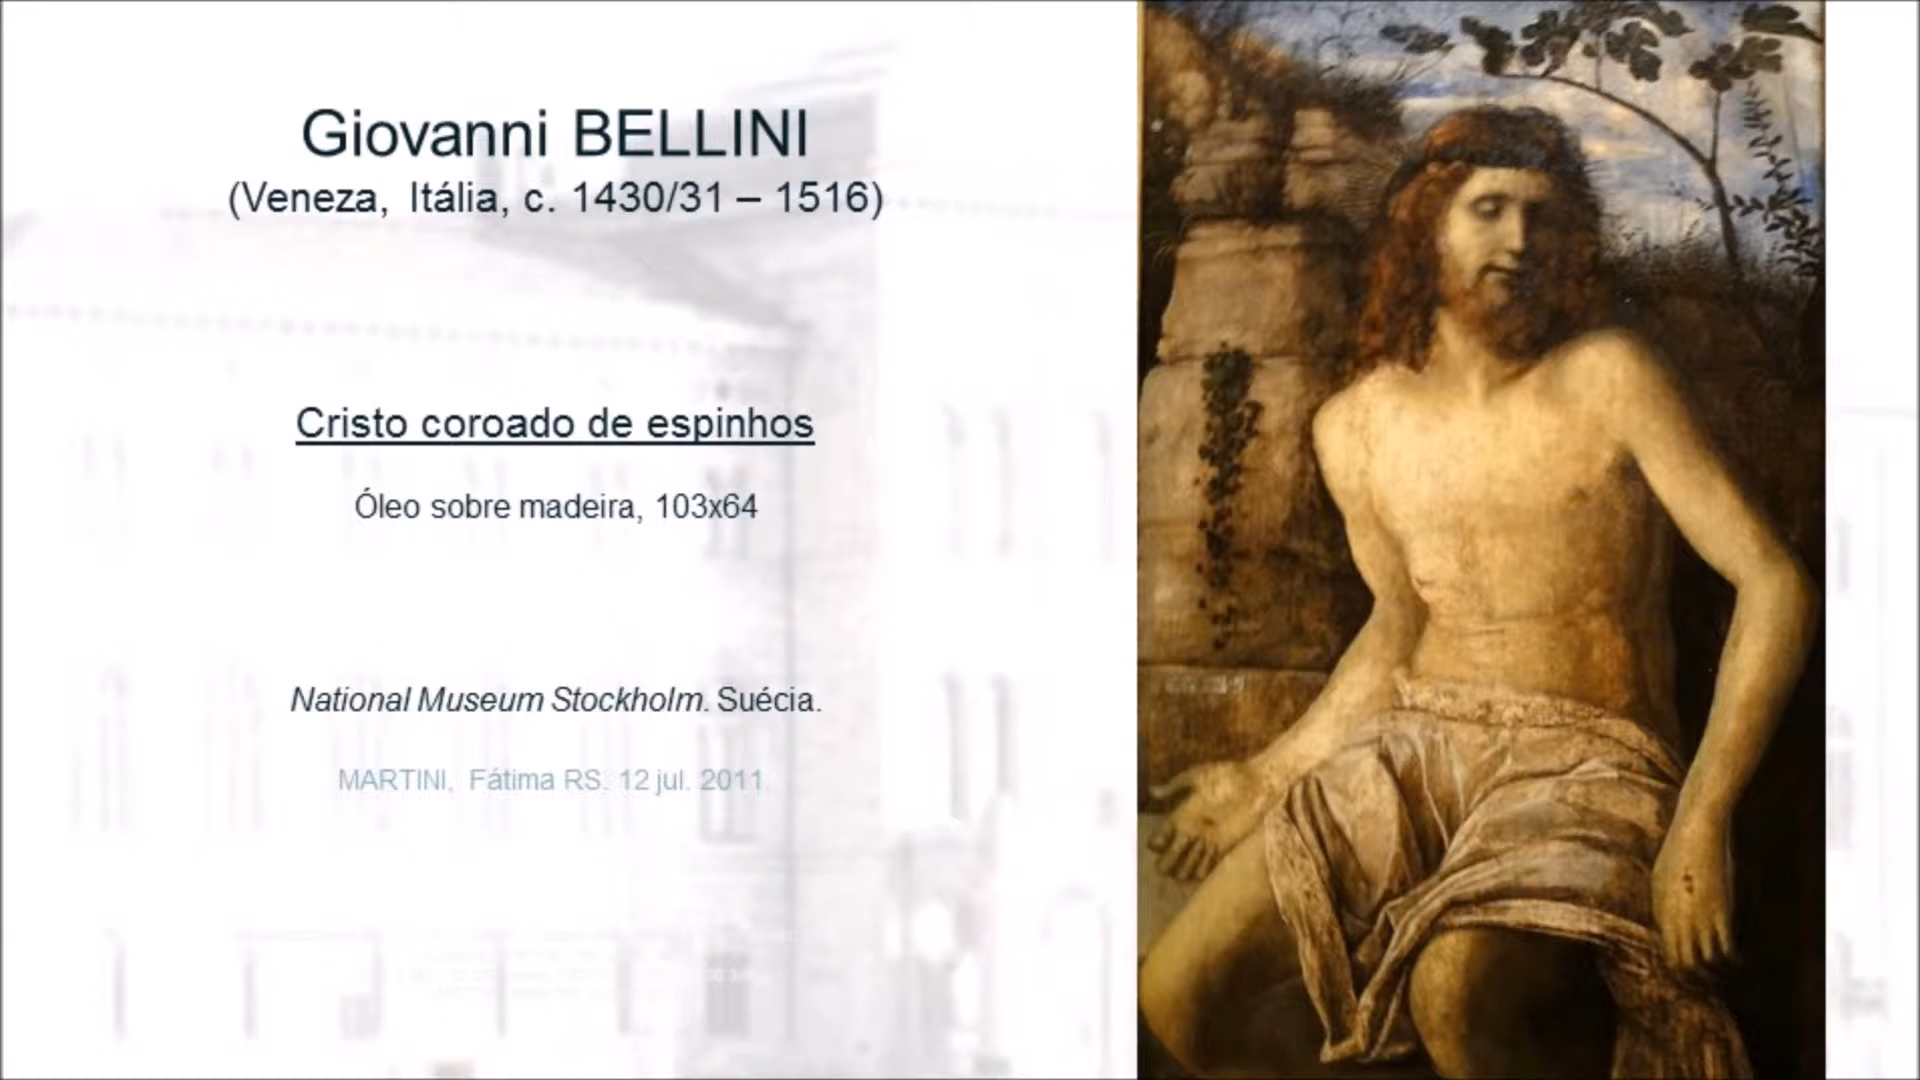 Giovanni BELLINI
(Veneza, Itália, c. 1430/31 – 1516)
Cristo coroado de espinhos
Óleo sobre madeira, 103x64
National Museum Stockholm. Suécia.
MARTINI, Fátima RS. 12 jul. 2011